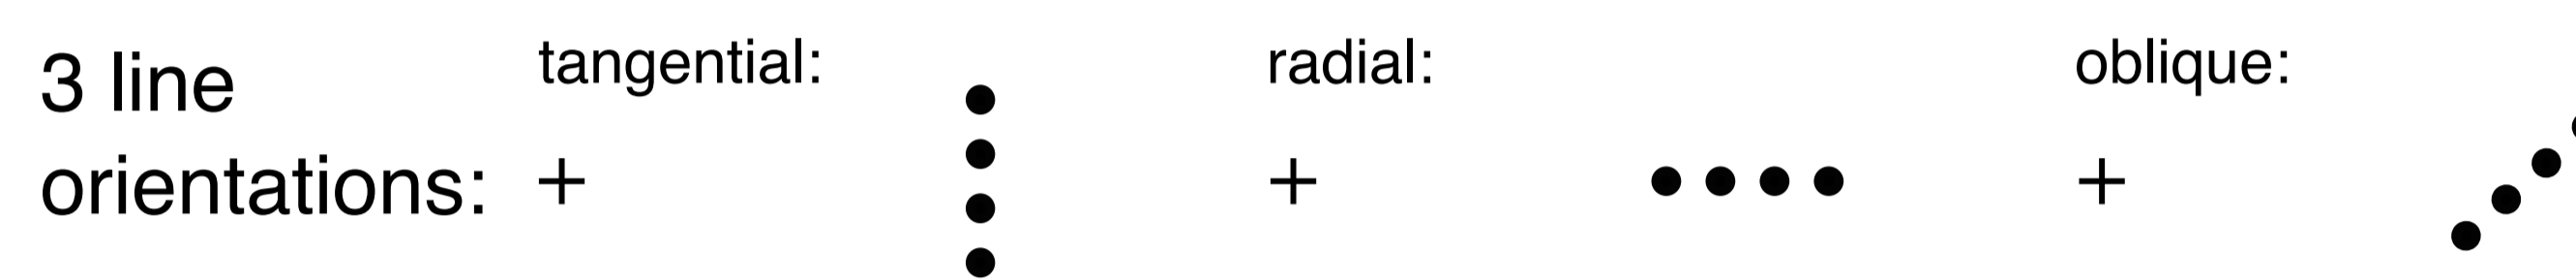 3 line
orientations:
tangential:
+
radial:
+
oblique:
+